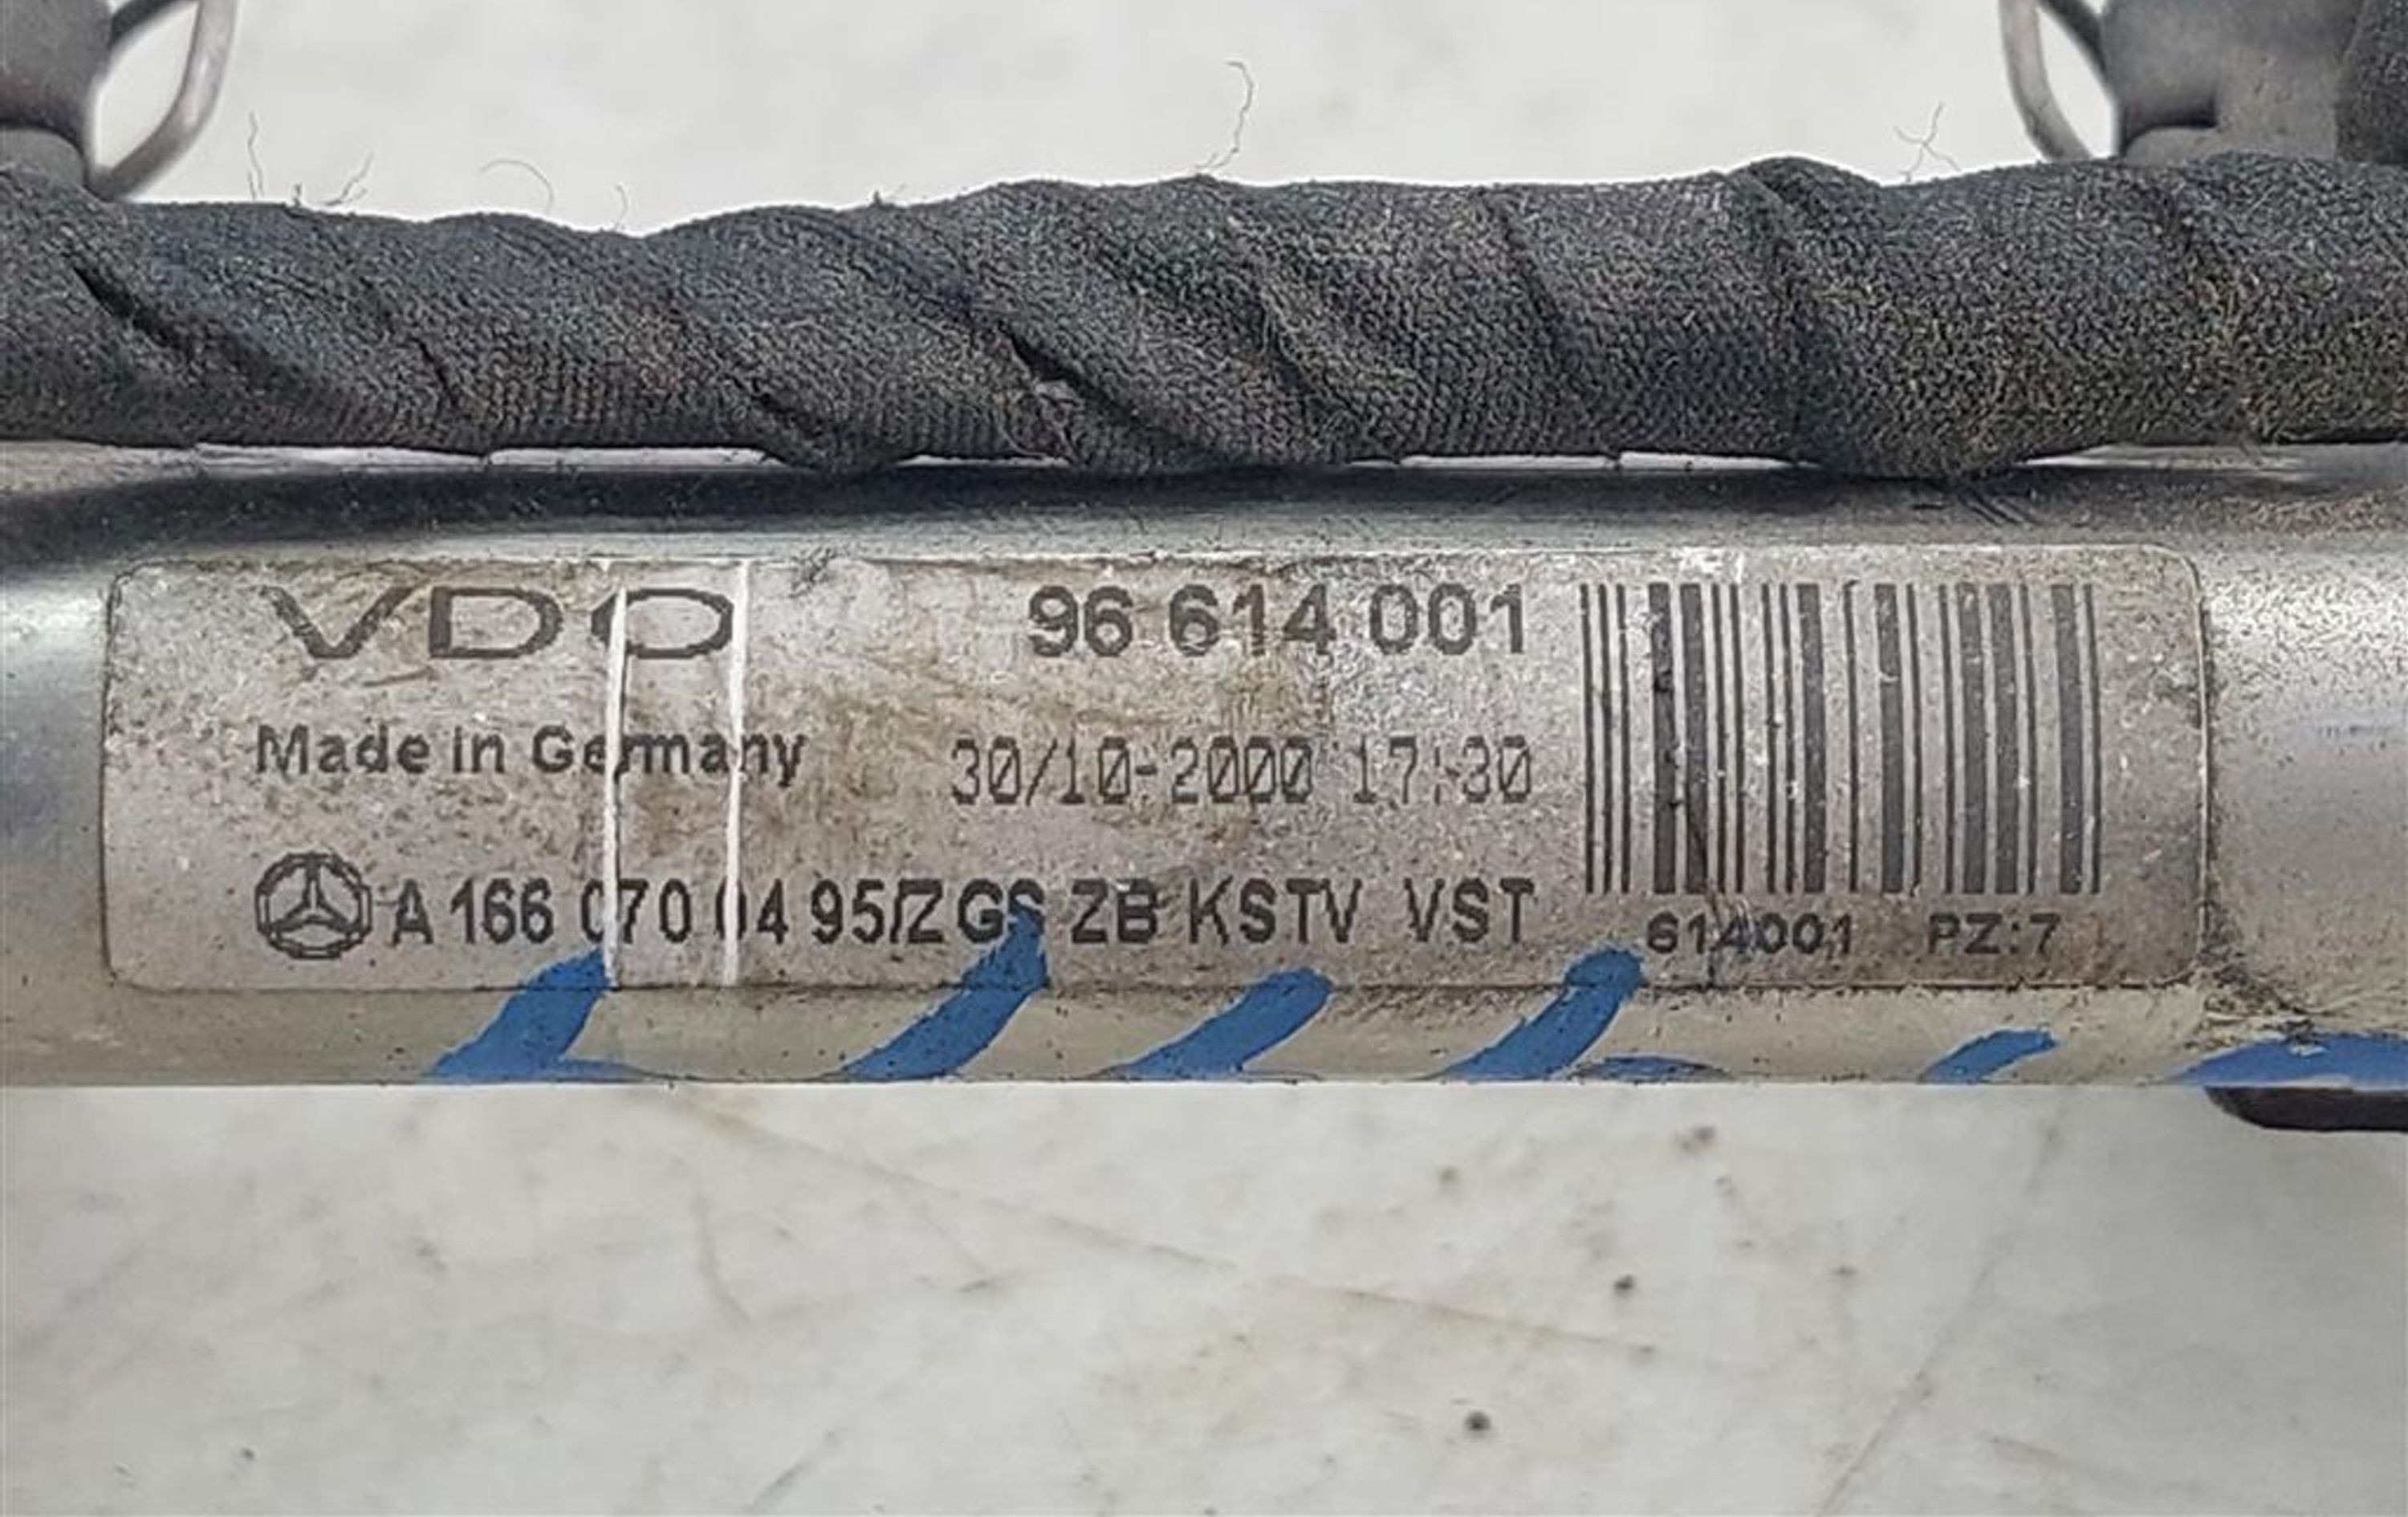 VDO 96 614 001
Made in Germany 30/10-2000 17:30
A 166 070 04 95/ZGS ZB KSTV VST
614001 PZ:7